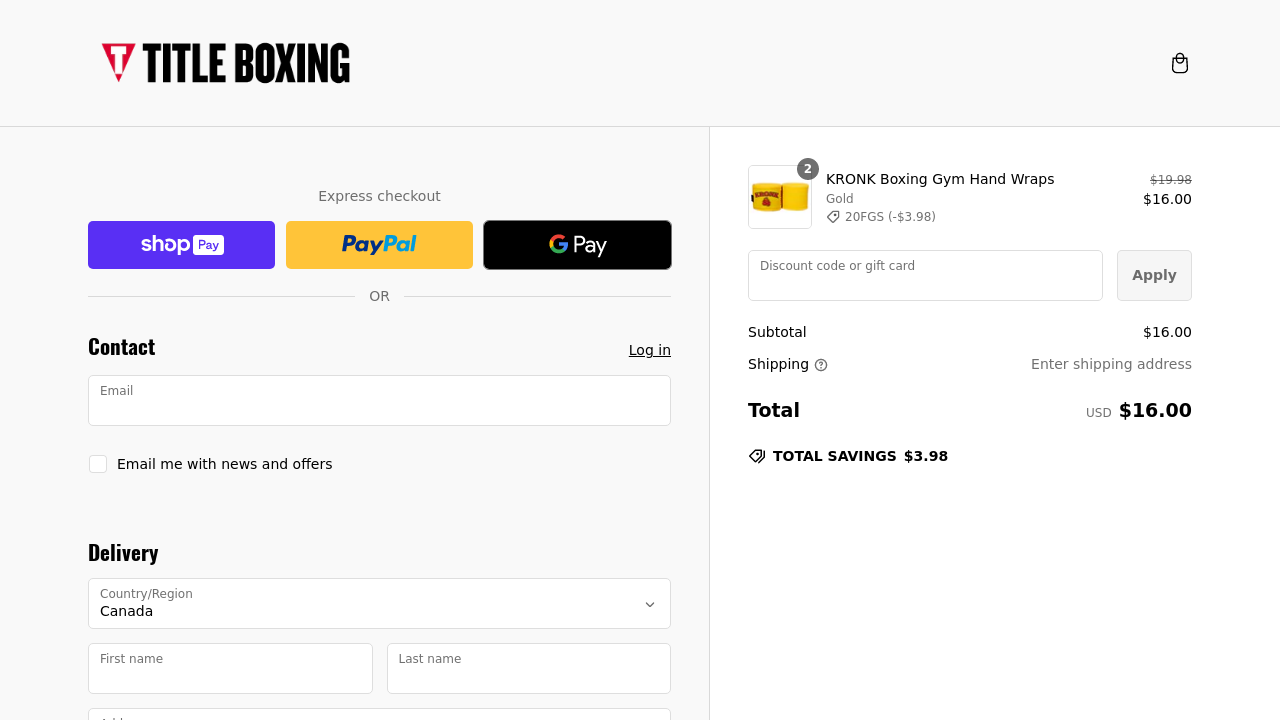 TITLE BOXING
Express checkout
shop Pay
PayPal
G Pay
OR
Contact
Log in
Email
Email me with news and offers
Delivery
Country/Region
Canada
First name
Last name
2
KRONK Boxing Gym Hand Wraps
$19.98
Gold
$16.00
20FGS (-$3.98)
KRONK
Discount code or gift card
Apply
Subtotal
$16.00
Shipping
Enter shipping address
Total
USD $16.00
TOTAL SAVINGS $3.98